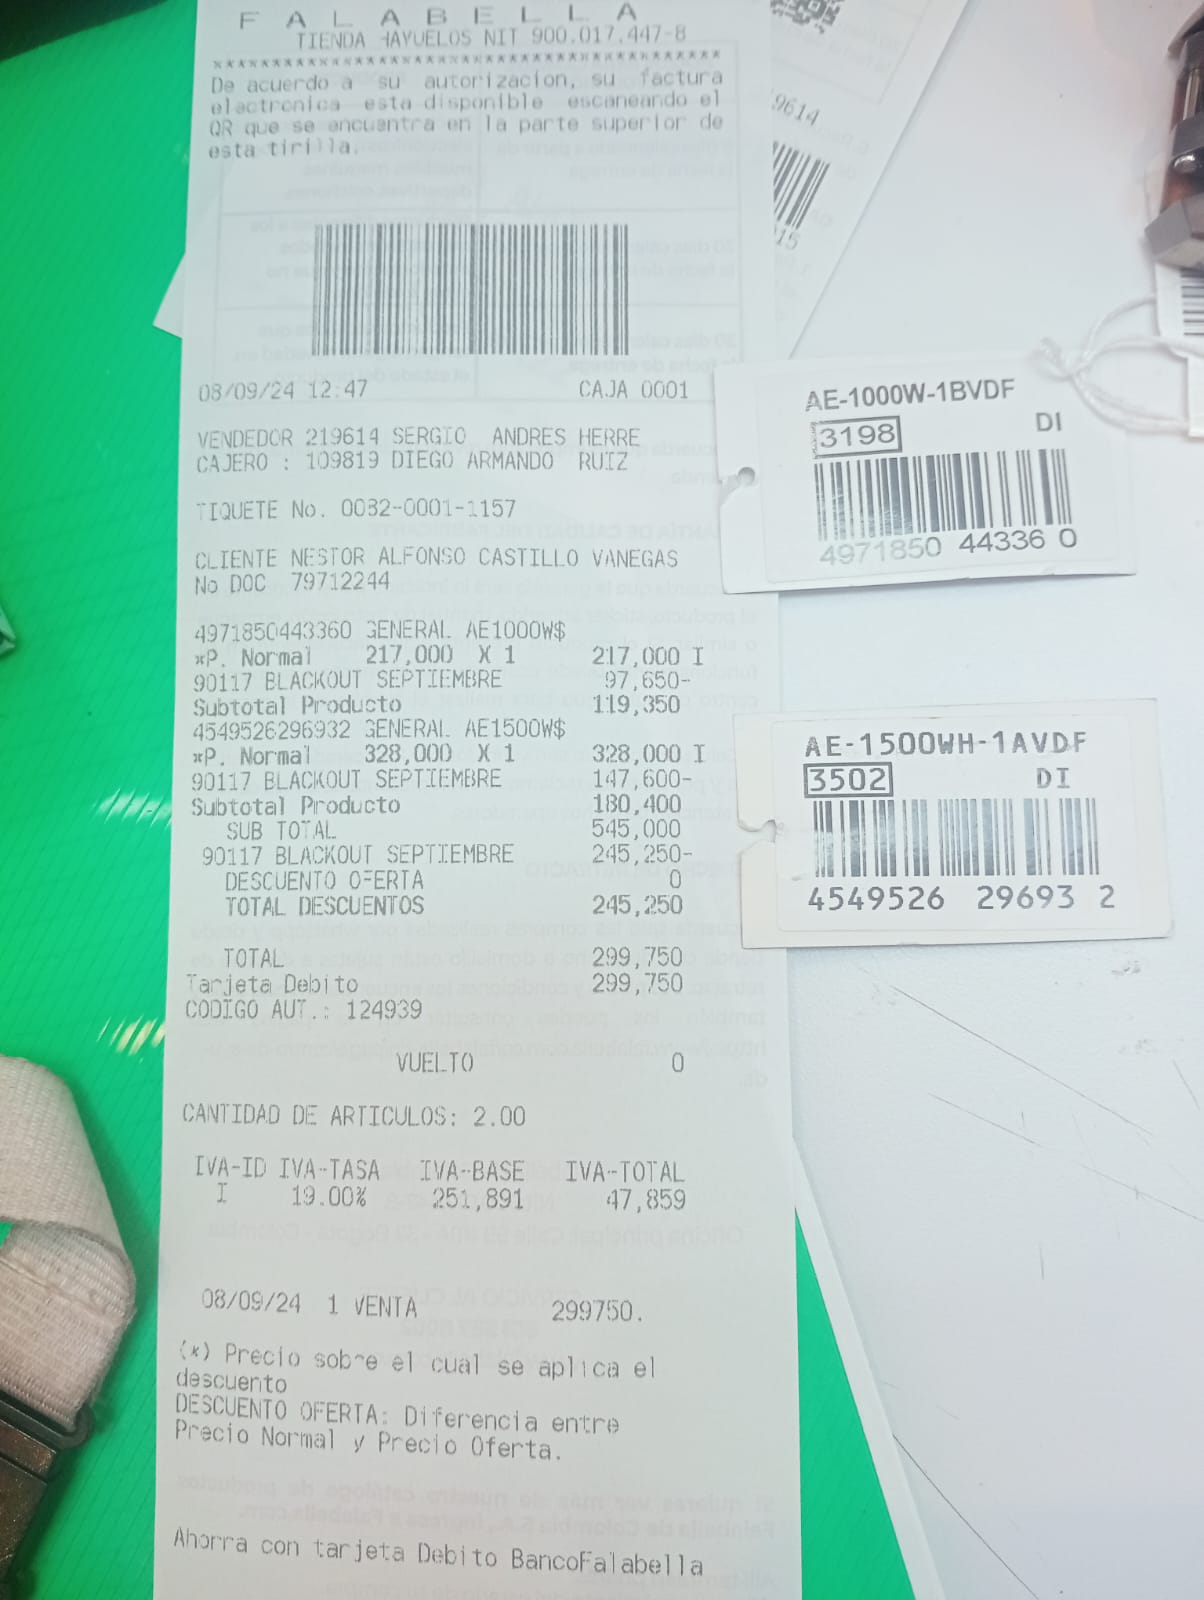 FALABELLA
TIENDA HAYUELOS NIT 900.017.447-8
************************************************
De acuerdo a su autorizacion, su factura
electronica esta disponible escaneando el
QR que se encuentra en la parte superior de
esta tirilla.
08/09/24 12:47 CAJA 0001
VENDEDOR 219614 SERGIO ANDRES HERRE
CAJERO : 109819 DIEGO ARMANDO RUIZ
TIQUETE No. 0082-0001-1157
CLIENTE NESTOR ALFONSO CASTILLO VANEGAS
No DOC 79712244
4971850443360 GENERAL AE1000W$
*P. Normal 217,000 X 1 217,000 I
90117 BLACKOUT SEPTIEMBRE 97,650-
Subtotal Producto 119,350
4549526296932 GENERAL AE1500W$
*P. Normal 328,000 X 1 328,000 I
90117 BLACKOUT SEPTIEMBRE 147,600-
Subtotal Producto 180,400
SUB TOTAL 545,000
90117 BLACKOUT SEPTIEMBRE 245,250-
DESCUENTO OFERTA 0
TOTAL DESCUENTOS 245,250
TOTAL 299,750
Tarjeta Debito 299,750
CODIGO AUT.: 124939
VUELTO 0
CANTIDAD DE ARTICULOS: 2.00
IVA-ID IVA-TASA IVA-BASE IVA-TOTAL
I 19.00% 251,891 47,859
08/09/24 1 VENTA 299750.
(*) Precio sobre el cual se aplica el
descuento
DESCUENTO OFERTA: Diferencia entre
Precio Normal y Precio Oferta.
Ahorra con tarjeta Debito BancoFalabella
9614
15
AE-1000W-1BVDF
3198 DI
4971850 44336 0
AE-1500WH-1AVDF
3502 DI
4549526 29693 2